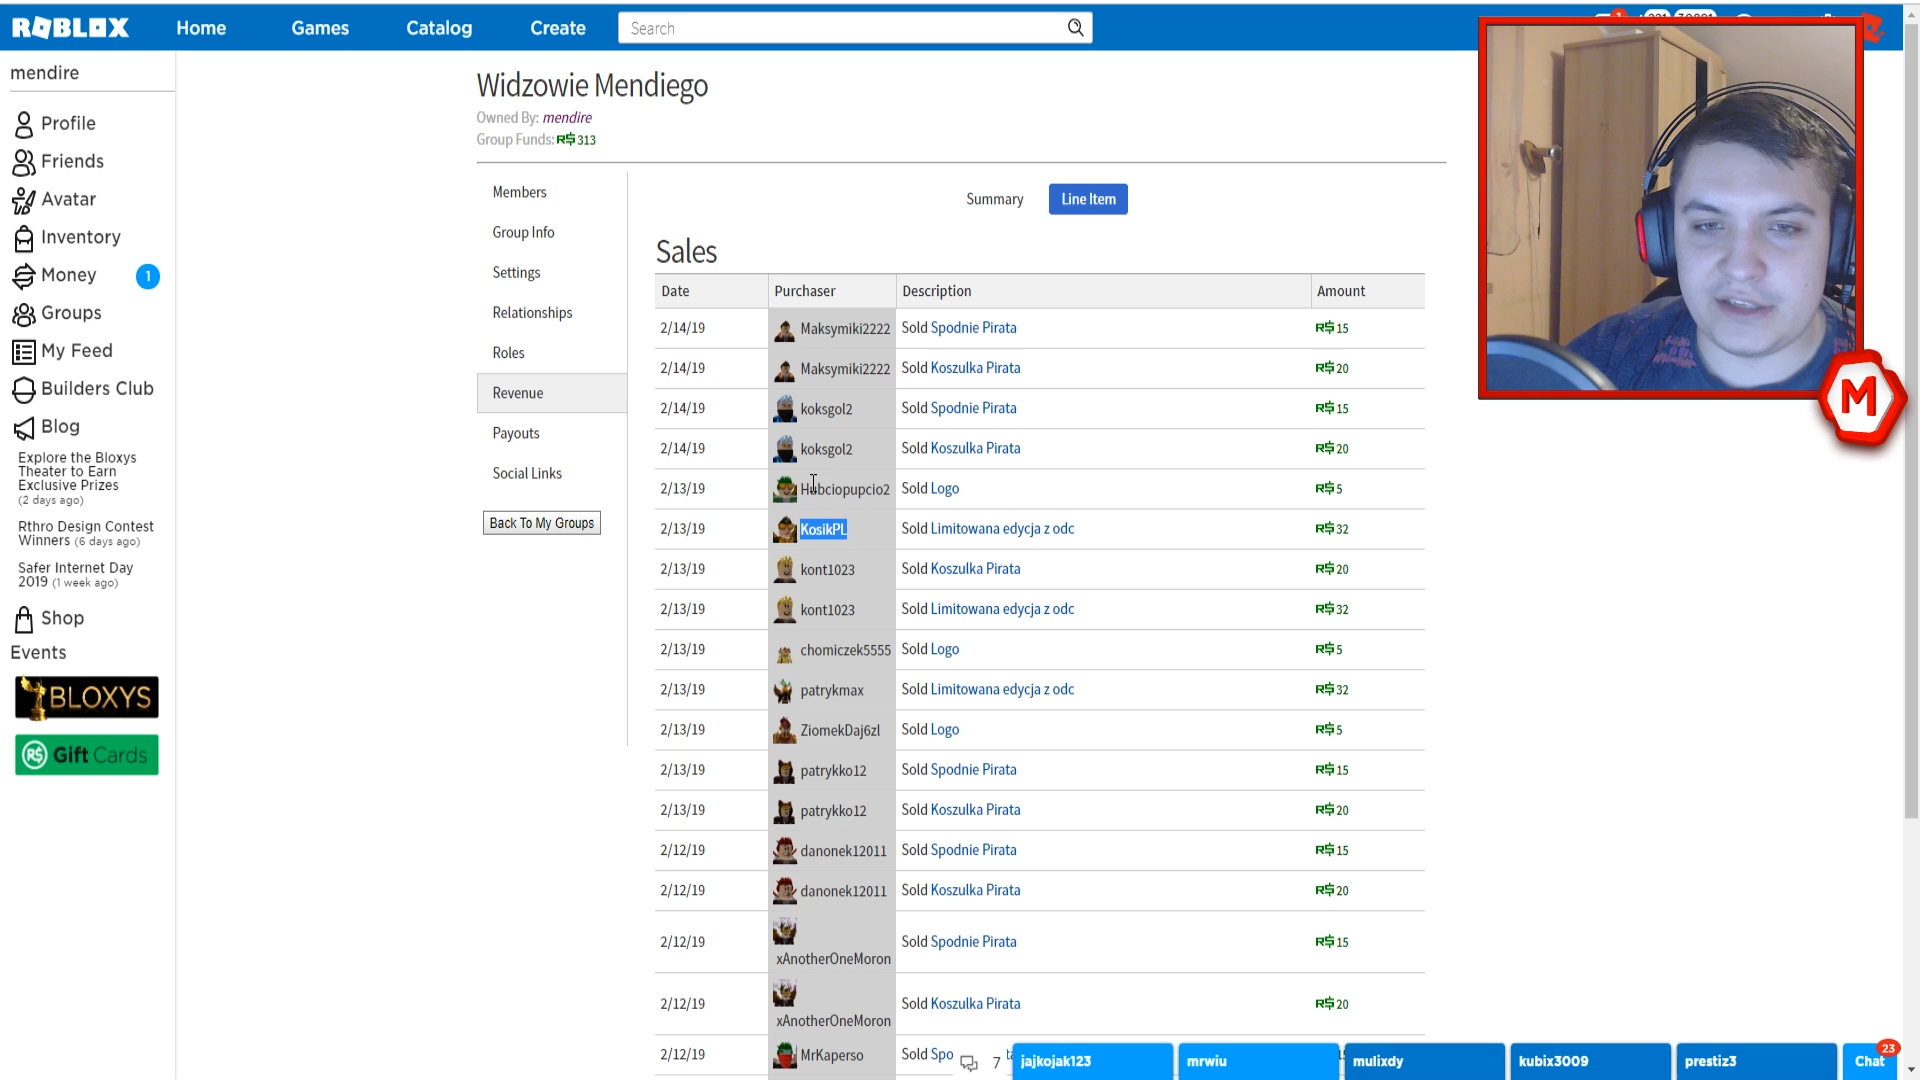 ROBLOX
Home
Games
Catalog
Create
Search
mendire
Profile
Friends
Avatar
Inventory
Money
1
Groups
My Feed
Builders Club
Blog
Explore the Bloxys
Theater to Earn
Exclusive Prizes
(2 days ago)
Rthro Design Contest
Winners (6 days ago)
Safer Internet Day
2019 (1 week ago)
Shop
Events
BLOXYS
Gift Cards
Widzowie Mendiego
Owned By: mendire
Group Funds: R$ 313
Members
Group Info
Settings
Relationships
Roles
Revenue
Payouts
Social Links
Back To My Groups
Summary
Line Item
Sales
Date Purchaser Description Amount
2/14/19 Maksymiki2222 Sold Spodnie Pirata R$ 15
2/14/19 Maksymiki2222 Sold Koszulka Pirata R$ 20
2/14/19 koksgol2 Sold Spodnie Pirata R$ 15
2/14/19 koksgol2 Sold Koszulka Pirata R$ 20
2/13/19 Hubciopupcio2 Sold Logo R$ 5
2/13/19 KosikPL Sold Limitowana edycja z odc R$ 32
2/13/19 kont1023 Sold Koszulka Pirata R$ 20
2/13/19 kont1023 Sold Limitowana edycja z odc R$ 32
2/13/19 chomiczek5555 Sold Logo R$ 5
2/13/19 patrykmax Sold Limitowana edycja z odc R$ 32
2/13/19 ZiomekDaj6zl Sold Logo R$ 5
2/13/19 patrykko12 Sold Spodnie Pirata R$ 15
2/13/19 patrykko12 Sold Koszulka Pirata R$ 20
2/12/19 danonek12011 Sold Spodnie Pirata R$ 15
2/12/19 danonek12011 Sold Koszulka Pirata R$ 20
2/12/19 xAnotherOneMoron Sold Spodnie Pirata R$ 15
2/12/19 xAnotherOneMoron Sold Koszulka Pirata R$ 20
2/12/19 MrKaperso Sold Spo
7
jajkojak123
mrwiu
mulixdy
kubix3009
prestiz3
Chat
23
M